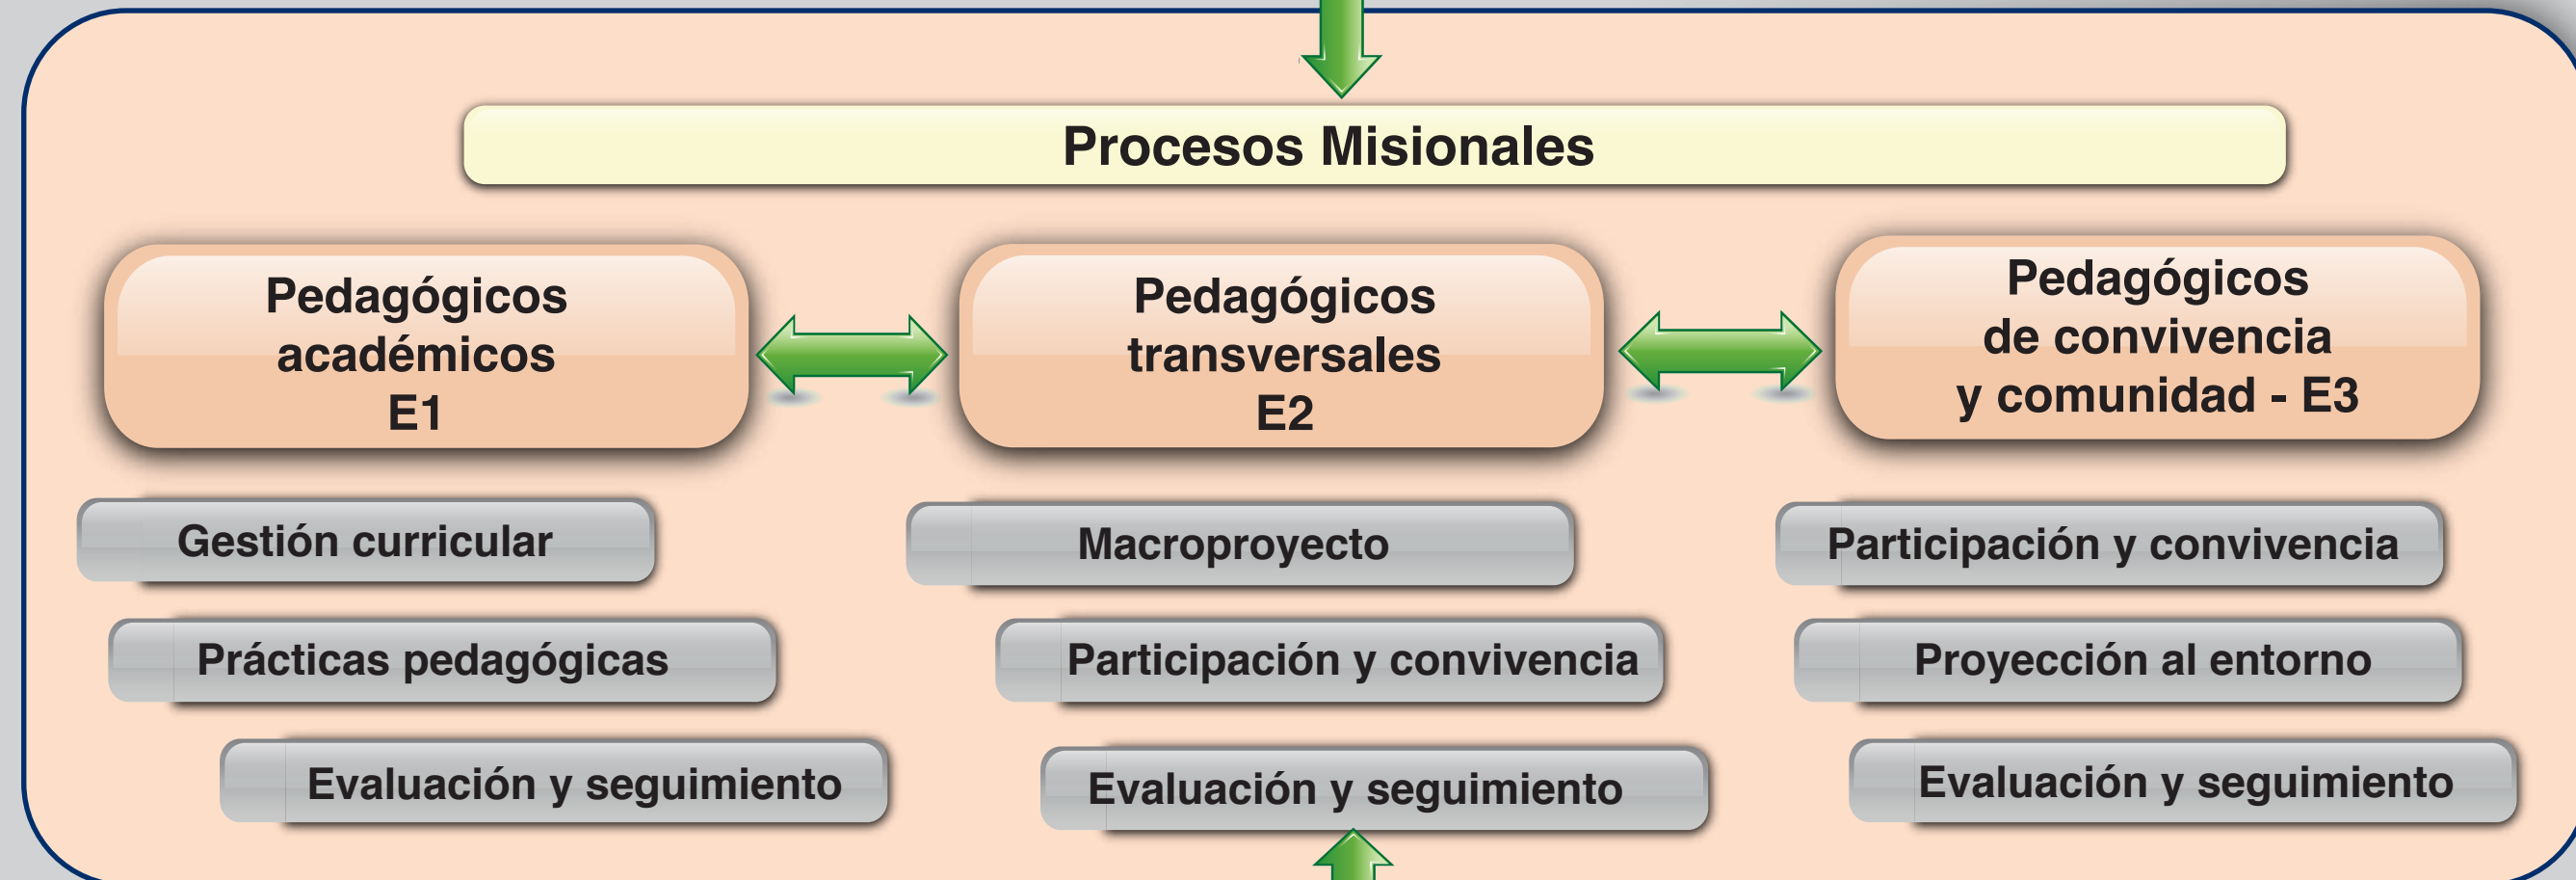 Procesos Misionales
Pedagógicos
académicos
E1
Pedagógicos
transversales
E2
Pedagógicos
de convivencia
y comunidad - E3
Gestión curricular
Prácticas pedagógicas
Evaluación y seguimiento
Macroproyecto
Participación y convivencia
Evaluación y seguimiento
Participación y convivencia
Proyección al entorno
Evaluación y seguimiento